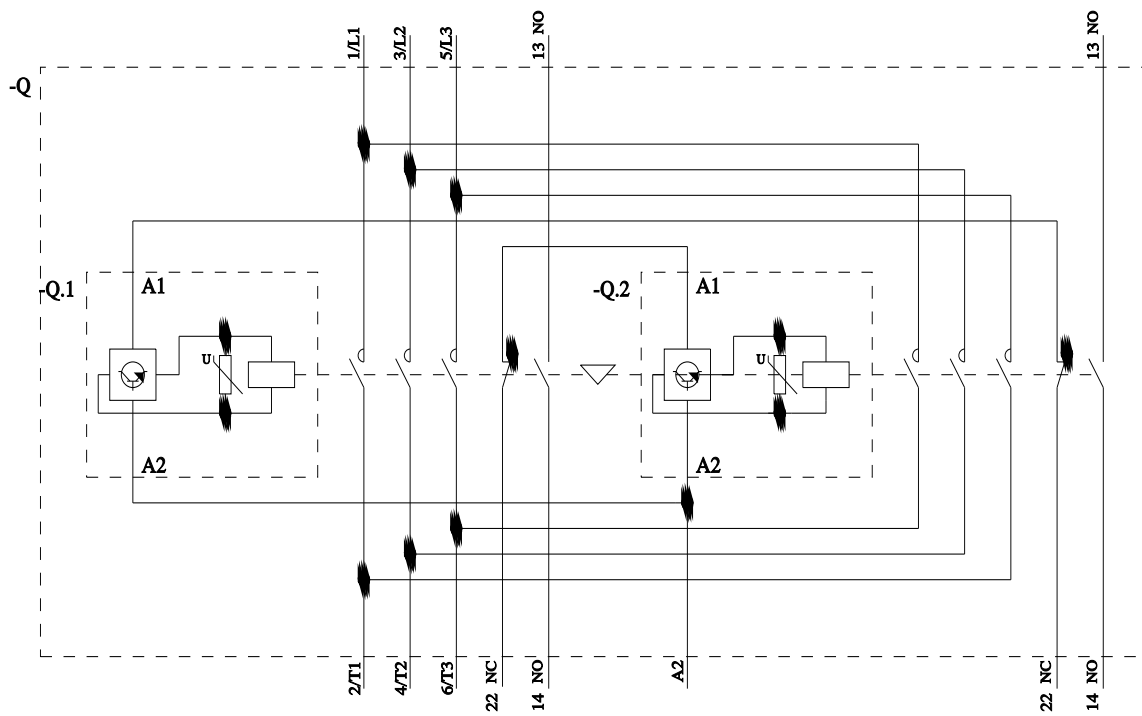 1/L1
3/L2
5/L3
13 NO
13 NO
-Q
-Q.1
A1
-Q.2
A1
U
U
A2
A2
2/T1
4/T2
6/T3
22 NC
14 NO
A2
22 NC
14 NO